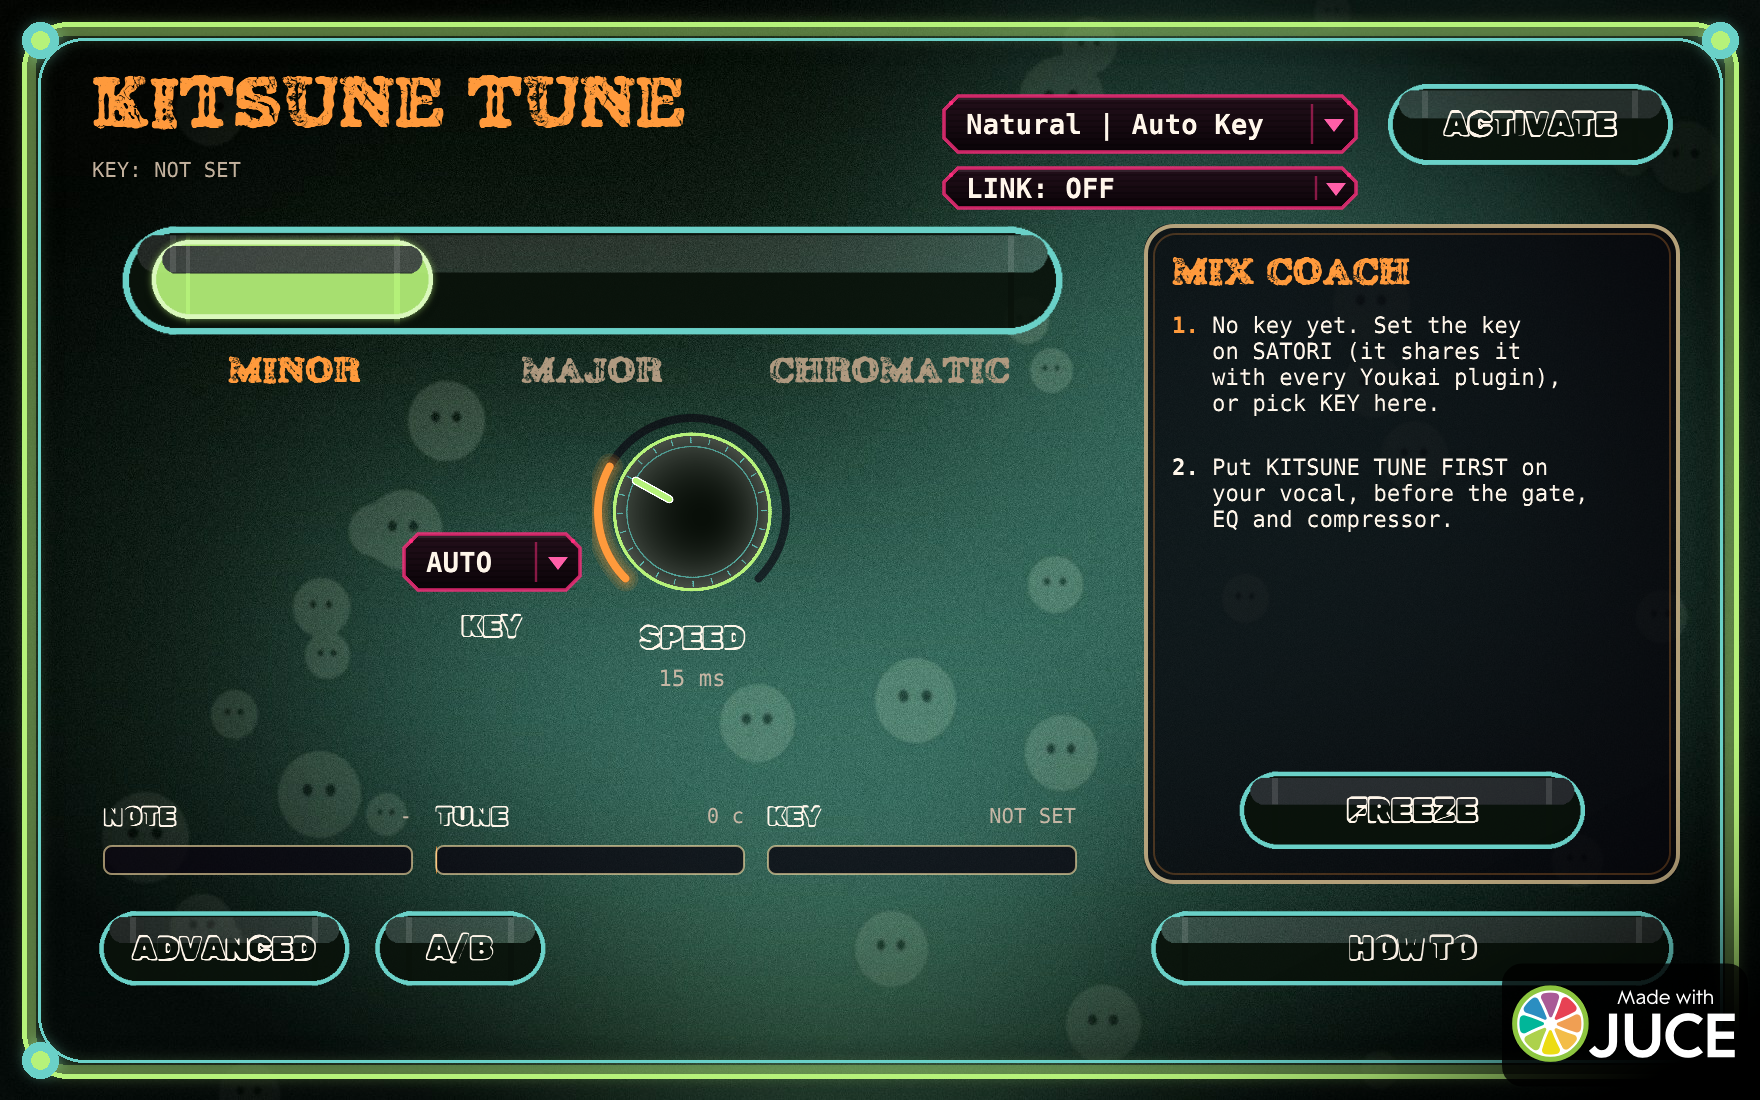 KITSUNE TUNE
KEY: NOT SET
Natural | Auto Key
LINK: OFF
ACTIVATE
MINOR
MAJOR
CHROMATIC
AUTO
KEY
SPEED
15 ms
MIX COACH
1. No key yet. Set the key
on SATORI (it shares it
with every Youkai plugin),
or pick KEY here.
2. Put KITSUNE TUNE FIRST on
your vocal, before the gate,
EQ and compressor.
FREEZE
NOTE -
TUNE 0 c
KEY NOT SET
ADVANCED
A/B
HOW TO
Made with
JUCE